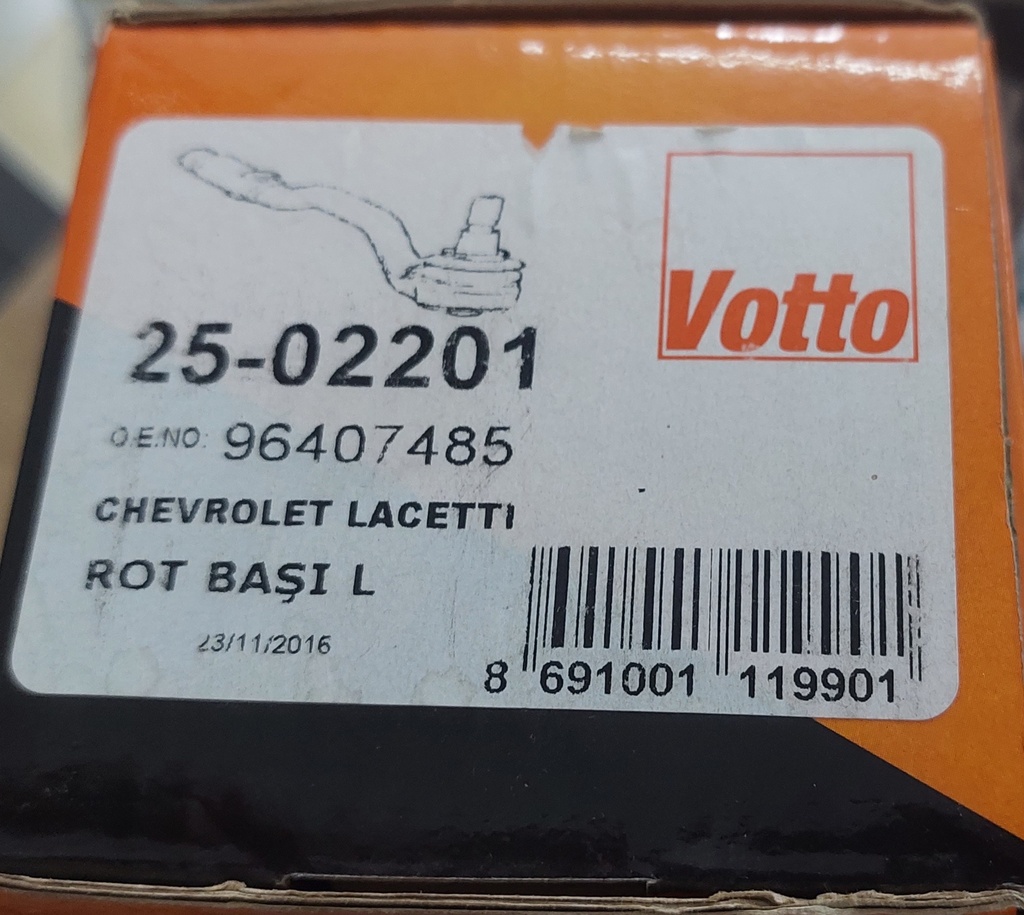 Votto
25-02201
O.E.NO: 96407485
CHEVROLET LACETTI
ROT BAŞI L
23/11/2016
8 691001 119901